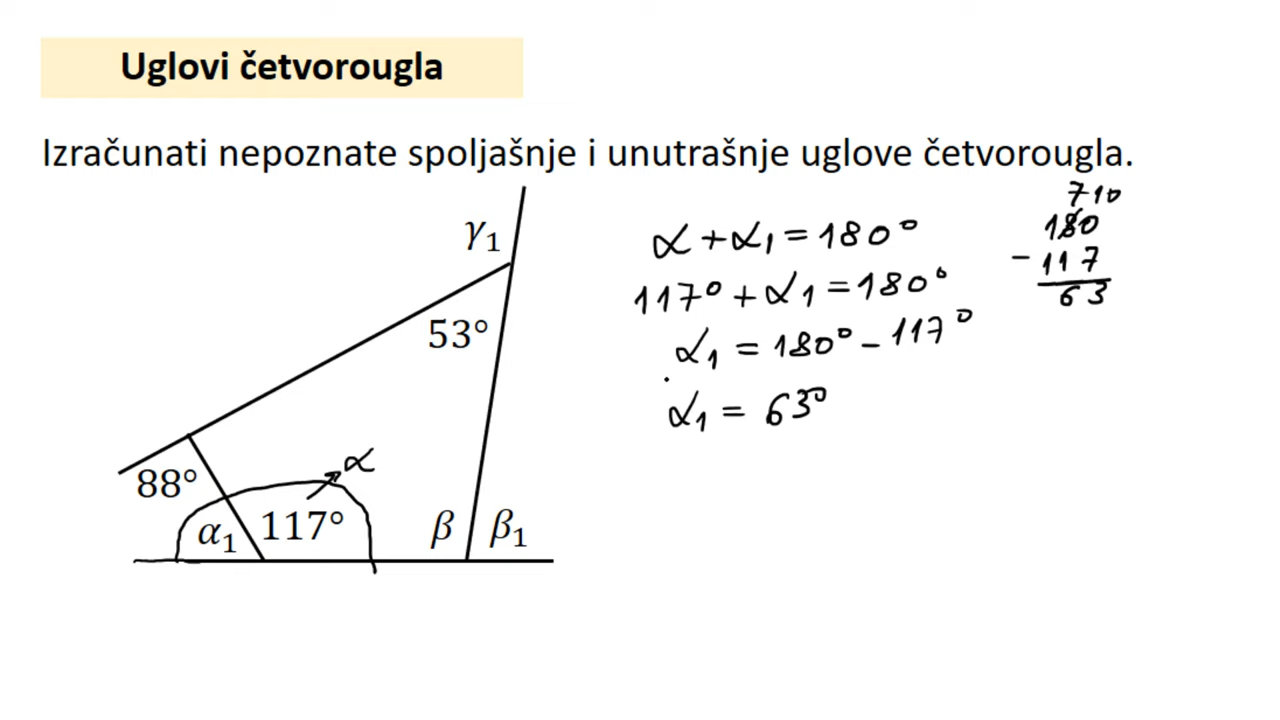 Uglovi četvorougla
Izračunati nepoznate spoljašnje i unutrašnje uglove četvorougla.
γ₁
53°
88°
α
α₁
117°
β
β₁
α + α₁ = 180°
117° + α₁ = 180°
α₁ = 180° - 117°
α₁ = 63°
7 10
180
- 117
63